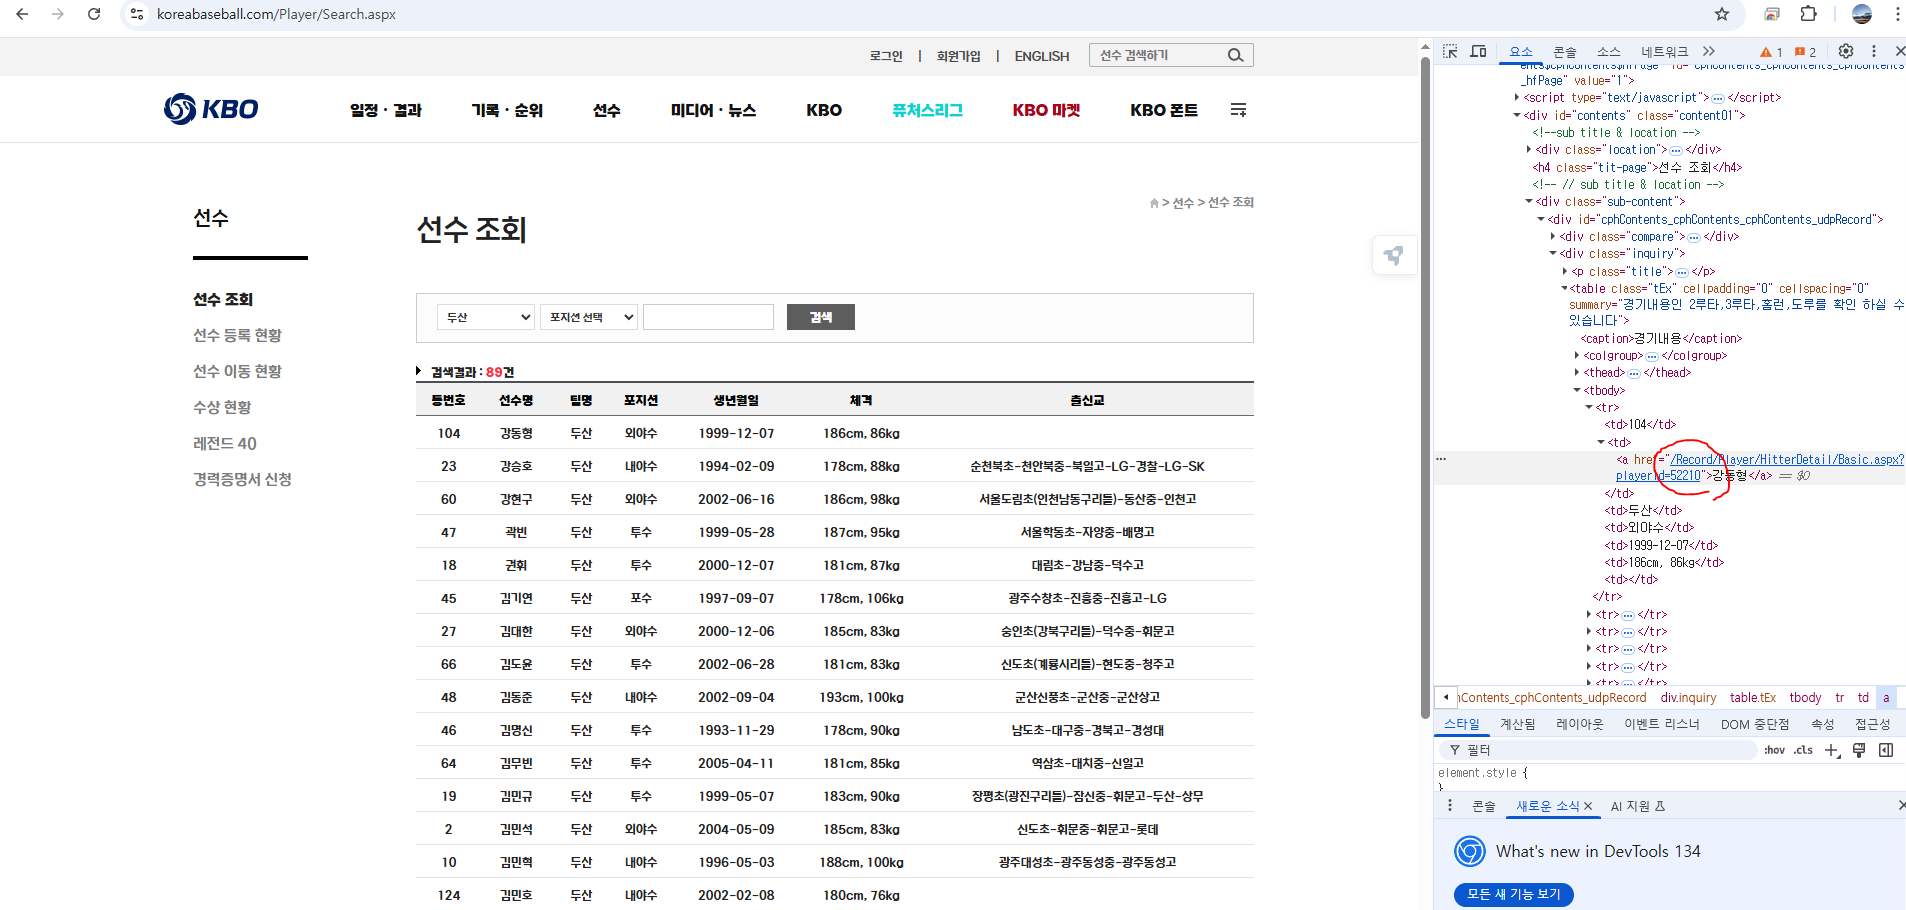 koreabaseball.com/Player/Search.aspx
로그인 | 회원가입 | ENGLISH 선수 검색하기
KBO 일정 · 결과 기록 · 순위 선수 미디어 · 뉴스 KBO 퓨처스리그 KBO 마켓 KBO 폰트
선수
선수 조회
선수 등록 현황
선수 이동 현황
수상 현황
레전드 40
경력증명서 신청
> 선수 > 선수 조회
선수 조회
두산 포지션 선택 검색
검색결과 : 89건
등번호 선수명 팀명 포지션 생년월일 체격 출신교
104 강동형 두산 외야수 1999-12-07 186cm, 86kg
23 강승호 두산 내야수 1994-02-09 178cm, 88kg 순천북초-천안북중-북일고-LG-경찰-LG-SK
60 강현구 두산 외야수 2002-06-16 186cm, 98kg 서울도림초(인천남동구리틀)-동산중-인천고
47 곽빈 두산 투수 1999-05-28 187cm, 95kg 서울학동초-자양중-배명고
18 권휘 두산 투수 2000-12-07 181cm, 87kg 대림초-강남중-덕수고
45 김기연 두산 포수 1997-09-07 178cm, 106kg 광주수창초-진흥중-진흥고-LG
27 김대한 두산 외야수 2000-12-06 185cm, 83kg 숭인초(강북구리틀)-덕수중-휘문고
66 김도윤 두산 투수 2002-06-28 181cm, 83kg 신도초(계룡시리틀)-현도중-청주고
48 김동준 두산 내야수 2002-09-04 193cm, 100kg 군산신풍초-군산중-군산상고
46 김명신 두산 투수 1993-11-29 178cm, 90kg 남도초-대구중-경북고-경성대
64 김무빈 두산 투수 2005-04-11 181cm, 85kg 역삼초-대치중-신일고
19 김민규 두산 투수 1999-05-07 183cm, 90kg 장평초(광진구리틀)-잠신중-휘문고-두산-상무
2 김민석 두산 외야수 2004-05-09 185cm, 83kg 신도초-휘문중-휘문고-롯데
10 김민혁 두산 내야수 1996-05-03 188cm, 100kg 광주대성초-광주동성중-광주동성고
124 김민호 두산 내야수 2002-02-08 180cm, 76kg
요소 콘솔 소스 네트워크 1 2
_hfPage" value="1">
<script type="text/javascript">…</script>
<div id="contents" class="content01">
<!--sub title & location -->
<div class="location">…</div>
<h4 class="tit-page">선수 조회</h4>
<!-- // sub title & location -->
<div class="sub-content">
<div id="cphContents_cphContents_cphContents_udpRecord">
<div class="compare">…</div>
<div class="inquiry">
<p class="title">…</p>
<table class="tEx" cellpadding="0" cellspacing="0"
summary="경기내용인 2루타,3루타,홈런,도루를 확인 하실 수
있습니다">
<caption>경기내용</caption>
<colgroup>…</colgroup>
<thead>…</thead>
<tbody>
<tr>
<td>104</td>
<td>
<a href="/Record/Player/HitterDetail/Basic.aspx?
playerId=52210">강동형</a> == $0
</td>
<td>두산</td>
<td>외야수</td>
<td>1999-12-07</td>
<td>186cm, 86kg</td>
<td></td>
</tr>
<tr>…</tr>
<tr>…</tr>
<tr>…</tr>
<tr>…</tr>
<tr>…</tr>
hContents_cphContents_udpRecord div.inquiry table.tEx tbody tr td a
스타일 계산됨 레이아웃 이벤트 리스너 DOM 중단점 속성 접근성
필터 :hov .cls
element.style {
}
콘솔 새로운 소식 AI 지원
What's new in DevTools 134
모든 새 기능 보기